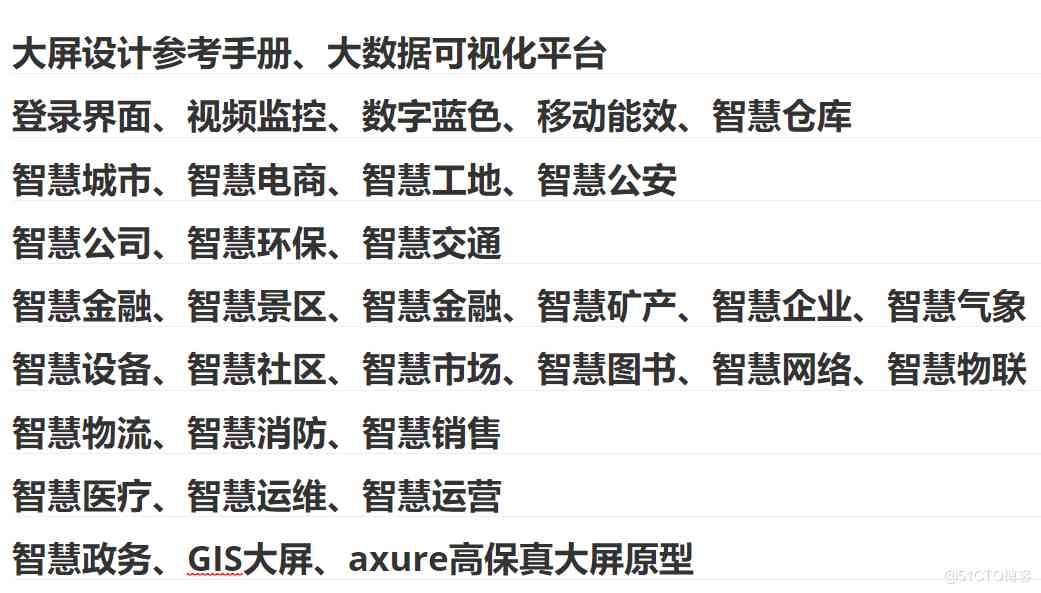 大屏设计参考手册、大数据可视化平台
登录界面、视频监控、数字蓝色、移动能效、智慧仓库
智慧城市、智慧电商、智慧工地、智慧公安
智慧公司、智慧环保、智慧交通
智慧金融、智慧景区、智慧金融、智慧矿产、智慧企业、智慧气象
智慧设备、智慧社区、智慧市场、智慧图书、智慧网络、智慧物联
智慧物流、智慧消防、智慧销售
智慧医疗、智慧运维、智慧运营
智慧政务、GIS大屏、axure高保真大屏原型
@51CTO博客